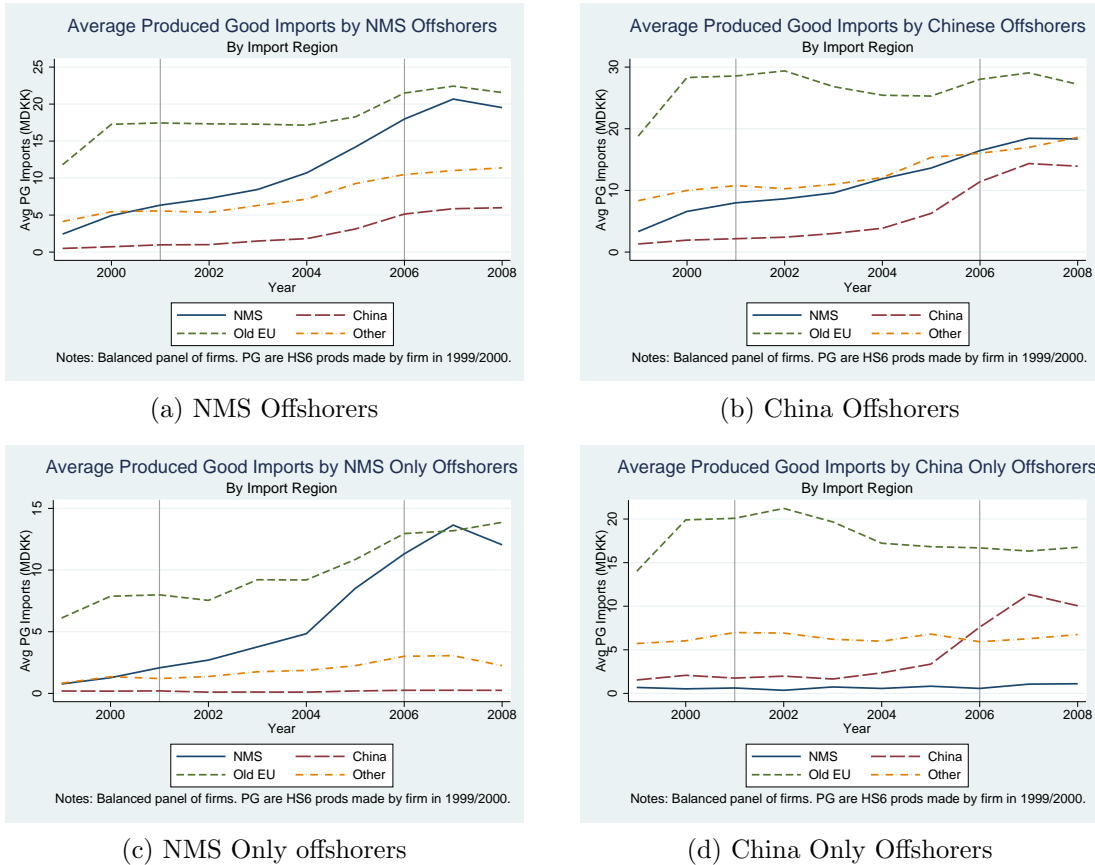 Average Produced Good Imports by NMS Offshorers
By Import Region
Avg PG Imports (MDKK)
25
20
15
10
5
0
2000 2002 2004 2006 2008
Year
NMS China
Old EU Other
Notes: Balanced panel of firms. PG are HS6 prods made by firm in 1999/2000.
(a) NMS Offshorers
Average Produced Good Imports by Chinese Offshorers
By Import Region
Avg PG Imports (MDKK)
30
20
10
0
2000 2002 2004 2006 2008
Year
NMS China
Old EU Other
Notes: Balanced panel of firms. PG are HS6 prods made by firm in 1999/2000.
(b) China Offshorers
Average Produced Good Imports by NMS Only Offshorers
By Import Region
Avg PG Imports (MDKK)
15
10
5
0
2000 2002 2004 2006 2008
Year
NMS China
Old EU Other
Notes: Balanced panel of firms. PG are HS6 prods made by firm in 1999/2000.
(c) NMS Only offshorers
Average Produced Good Imports by China Only Offshorers
By Import Region
Avg PG Imports (MDKK)
20
15
10
5
0
2000 2002 2004 2006 2008
Year
NMS China
Old EU Other
Notes: Balanced panel of firms. PG are HS6 prods made by firm in 1999/2000.
(d) China Only Offshorers